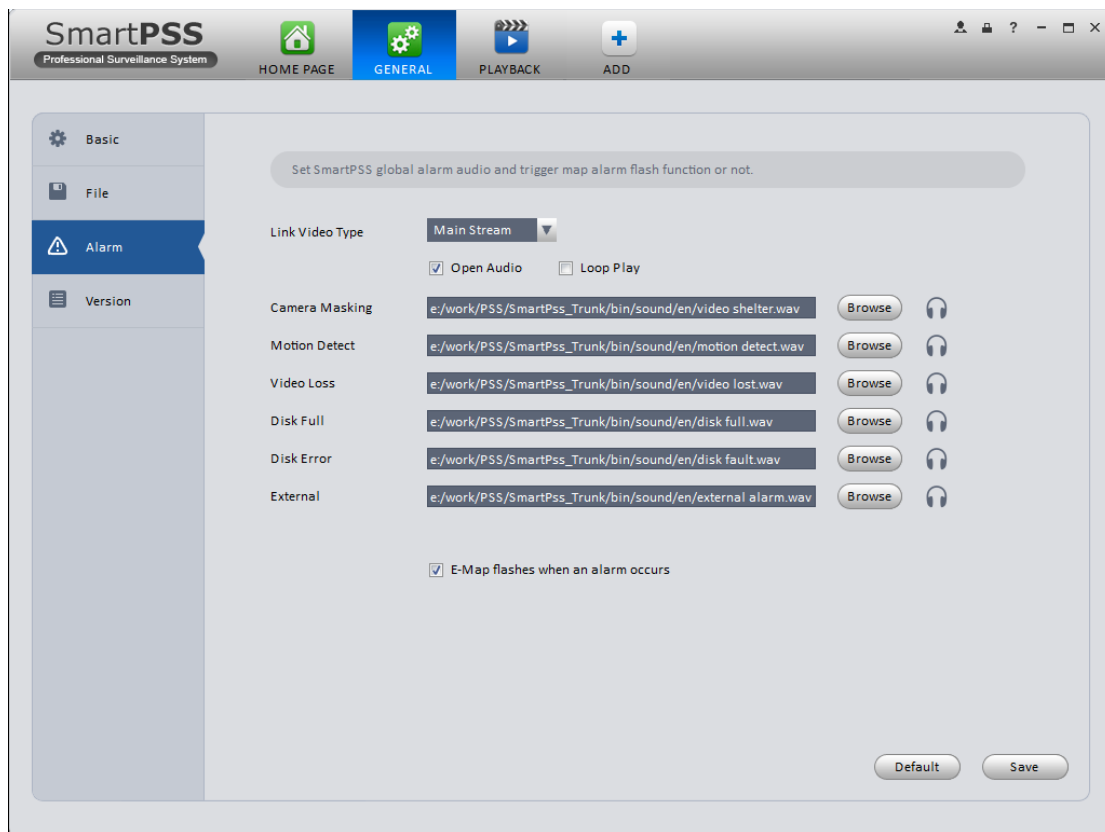 SmartPSS
Professional Surveillance System
HOME PAGE
GENERAL
PLAYBACK
ADD
?
Basic
File
Alarm
Version
Set SmartPSS global alarm audio and trigger map alarm flash function or not.
Link Video Type Main Stream
Open Audio Loop Play
Camera Masking e:/work/PSS/SmartPss_Trunk/bin/sound/en/video shelter.wav Browse
Motion Detect e:/work/PSS/SmartPss_Trunk/bin/sound/en/motion detect.wav Browse
Video Loss e:/work/PSS/SmartPss_Trunk/bin/sound/en/video lost.wav Browse
Disk Full e:/work/PSS/SmartPss_Trunk/bin/sound/en/disk full.wav Browse
Disk Error e:/work/PSS/SmartPss_Trunk/bin/sound/en/disk fault.wav Browse
External e:/work/PSS/SmartPss_Trunk/bin/sound/en/external alarm.wav Browse
E-Map flashes when an alarm occurs
Default Save